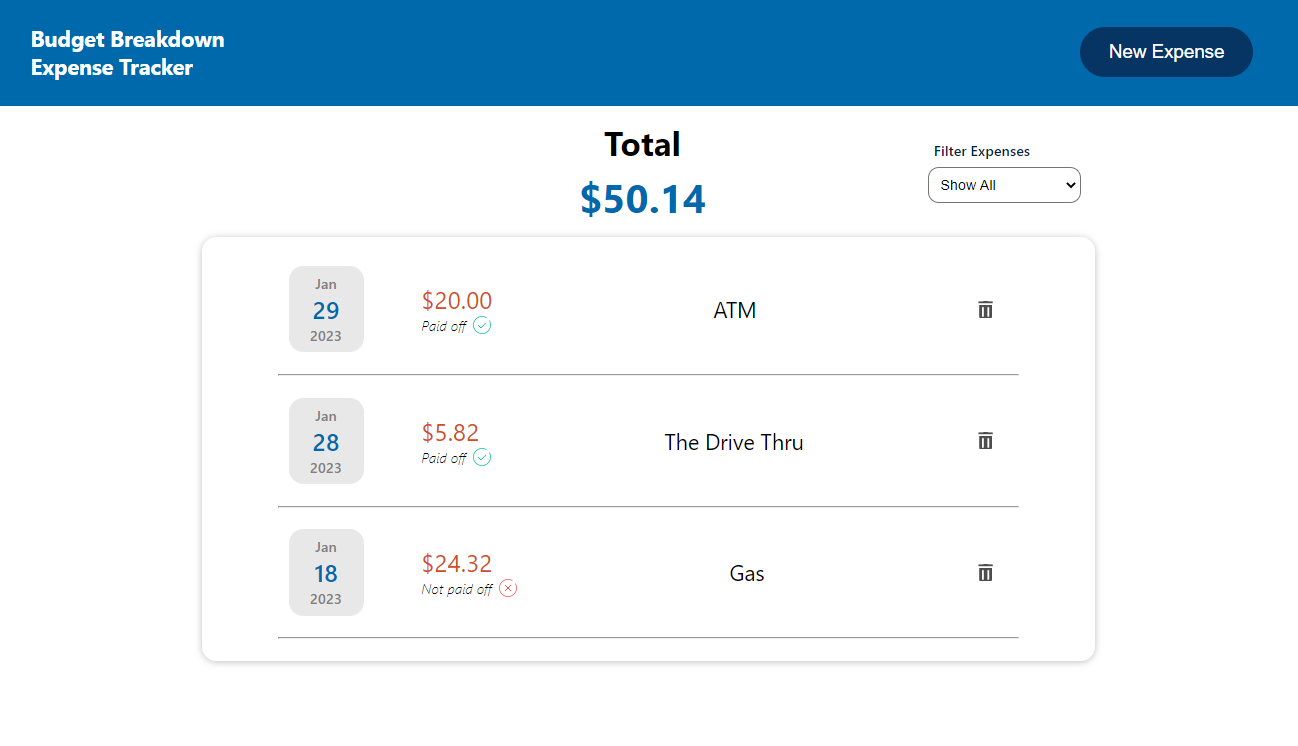 Budget Breakdown
Expense Tracker
New Expense
Total
$50.14
Filter Expenses
Show All
Jan
29
2023
$20.00
Paid off
ATM
Jan
28
2023
$5.82
Paid off
The Drive Thru
Jan
18
2023
$24.32
Not paid off
Gas